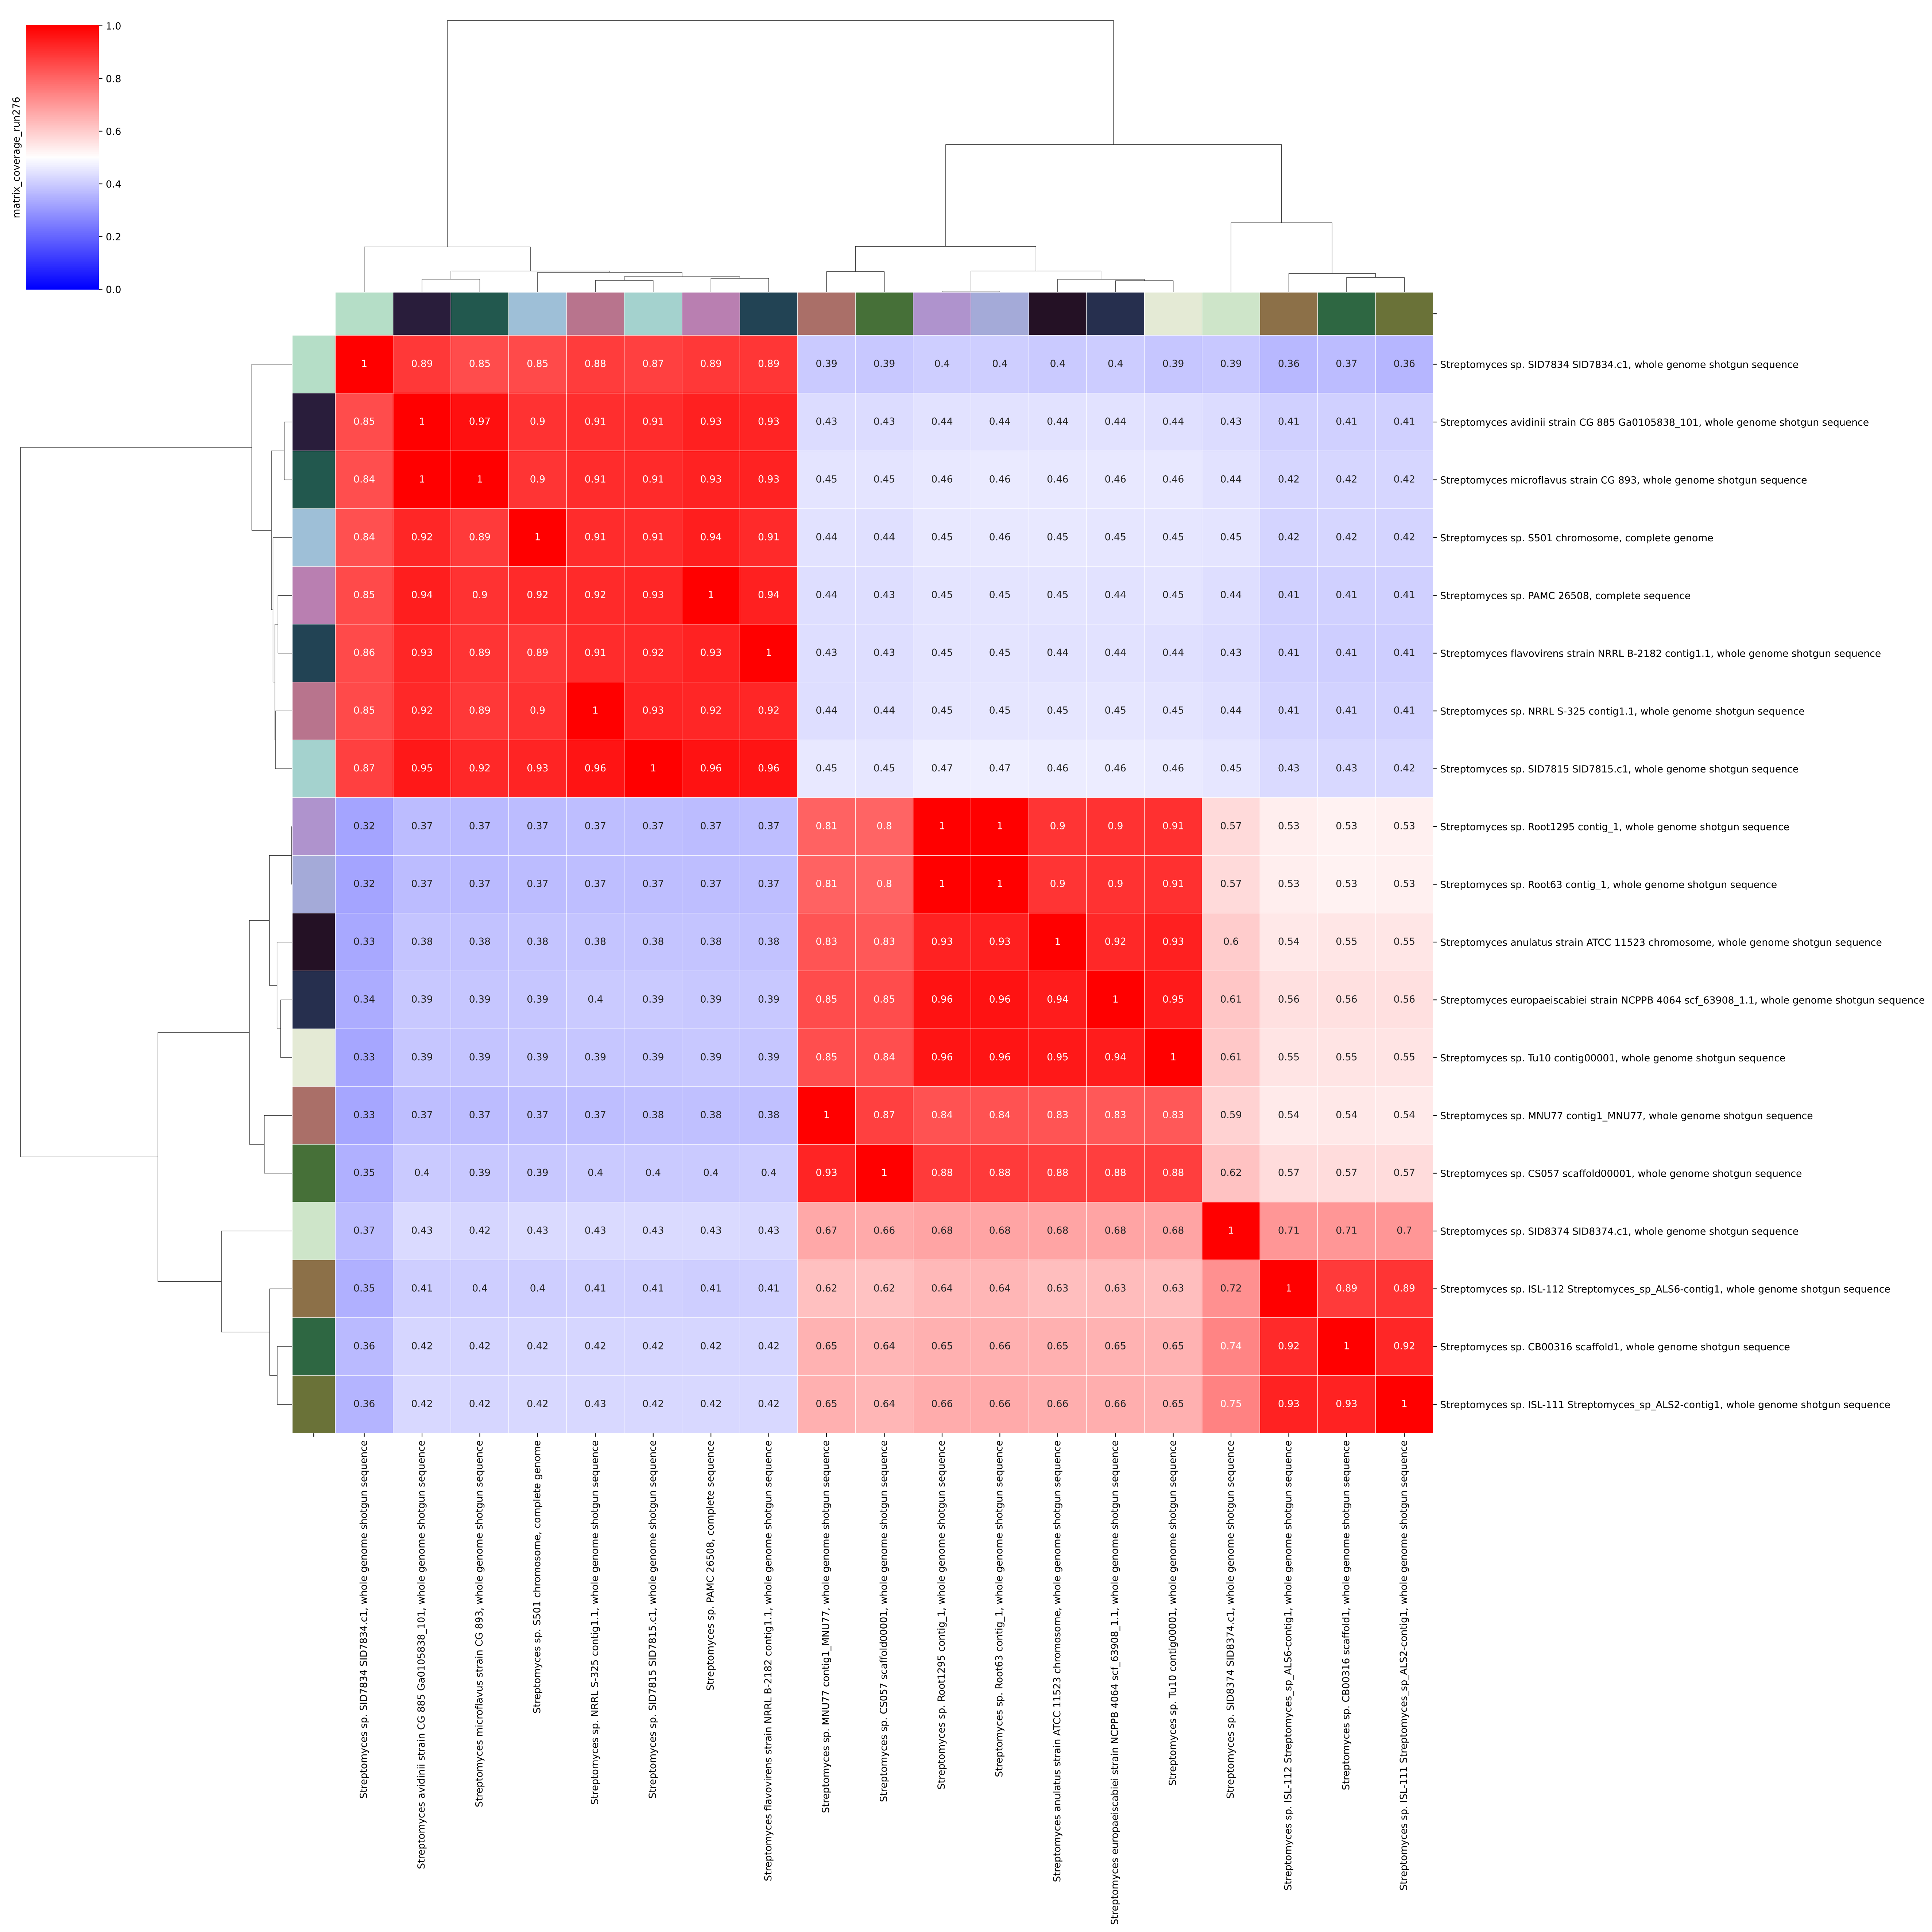 1.0
0.8
0.6
0.4
0.2
0.0
matrix_coverage_run276
1 0.89 0.85 0.85 0.88 0.87 0.89 0.89 0.39 0.39 0.4 0.4 0.4 0.4 0.39 0.39 0.36 0.37 0.36 Streptomyces sp. SID7834 SID7834.c1, whole genome shotgun sequence
0.85 1 0.97 0.9 0.91 0.91 0.93 0.93 0.43 0.43 0.44 0.44 0.44 0.44 0.44 0.43 0.41 0.41 0.41 Streptomyces avidinii strain CG 885 Ga0105838_101, whole genome shotgun sequence
0.84 1 1 0.9 0.91 0.91 0.93 0.93 0.45 0.45 0.46 0.46 0.46 0.46 0.46 0.44 0.42 0.42 0.42 Streptomyces microflavus strain CG 893, whole genome shotgun sequence
0.84 0.92 0.89 1 0.91 0.91 0.94 0.91 0.44 0.44 0.45 0.46 0.45 0.45 0.45 0.45 0.42 0.42 0.42 Streptomyces sp. S501 chromosome, complete genome
0.85 0.94 0.9 0.92 0.92 0.93 1 0.94 0.44 0.43 0.45 0.45 0.45 0.44 0.45 0.44 0.41 0.41 0.41 Streptomyces sp. PAMC 26508, complete sequence
0.86 0.93 0.89 0.89 0.91 0.92 0.93 1 0.43 0.43 0.45 0.45 0.44 0.44 0.44 0.43 0.41 0.41 0.41 Streptomyces flavovirens strain NRRL B-2182 contig1.1, whole genome shotgun sequence
0.85 0.92 0.89 0.9 1 0.93 0.92 0.92 0.44 0.44 0.45 0.45 0.45 0.45 0.45 0.44 0.41 0.41 0.41 Streptomyces sp. NRRL S-325 contig1.1, whole genome shotgun sequence
0.87 0.95 0.92 0.93 0.96 1 0.96 0.96 0.45 0.45 0.47 0.47 0.46 0.46 0.46 0.45 0.43 0.43 0.42 Streptomyces sp. SID7815 SID7815.c1, whole genome shotgun sequence
0.32 0.37 0.37 0.37 0.37 0.37 0.37 0.37 0.81 0.8 1 1 0.9 0.9 0.91 0.57 0.53 0.53 0.53 Streptomyces sp. Root1295 contig_1, whole genome shotgun sequence
0.32 0.37 0.37 0.37 0.37 0.37 0.37 0.37 0.81 0.8 1 1 0.9 0.9 0.91 0.57 0.53 0.53 0.53 Streptomyces sp. Root63 contig_1, whole genome shotgun sequence
0.33 0.38 0.38 0.38 0.38 0.38 0.38 0.38 0.83 0.83 0.93 0.93 1 0.92 0.93 0.6 0.54 0.55 0.55 Streptomyces anulatus strain ATCC 11523 chromosome, whole genome shotgun sequence
0.34 0.39 0.39 0.39 0.4 0.39 0.39 0.39 0.85 0.85 0.96 0.96 0.94 1 0.95 0.61 0.56 0.56 0.56 Streptomyces europaeiscabiei strain NCPPB 4064 scf_63908_1.1, whole genome shotgun sequence
0.33 0.39 0.39 0.39 0.39 0.39 0.39 0.39 0.85 0.84 0.96 0.96 0.95 0.94 1 0.61 0.55 0.55 0.55 Streptomyces sp. Tu10 contig00001, whole genome shotgun sequence
0.33 0.37 0.37 0.37 0.37 0.38 0.38 0.38 1 0.87 0.84 0.84 0.83 0.83 0.83 0.59 0.54 0.54 0.54 Streptomyces sp. MNU77 contig1_MNU77, whole genome shotgun sequence
0.35 0.4 0.39 0.39 0.4 0.4 0.4 0.4 0.93 1 0.88 0.88 0.88 0.88 0.88 0.62 0.57 0.57 0.57 Streptomyces sp. CS057 scaffold00001, whole genome shotgun sequence
0.37 0.43 0.42 0.43 0.43 0.43 0.43 0.43 0.67 0.66 0.68 0.68 0.68 0.68 0.68 1 0.71 0.71 0.7 Streptomyces sp. SID8374 SID8374.c1, whole genome shotgun sequence
0.35 0.41 0.4 0.4 0.41 0.41 0.41 0.41 0.62 0.62 0.64 0.64 0.63 0.63 0.63 0.72 1 0.89 0.89 Streptomyces sp. ISL-112 Streptomyces_sp_ALS6-contig1, whole genome shotgun sequence
0.36 0.42 0.42 0.42 0.42 0.42 0.42 0.42 0.65 0.64 0.65 0.66 0.65 0.65 0.65 0.74 0.92 1 0.92 Streptomyces sp. CB00316 scaffold1, whole genome shotgun sequence
0.36 0.42 0.42 0.42 0.43 0.42 0.42 0.42 0.65 0.64 0.66 0.66 0.66 0.66 0.65 0.75 0.93 0.93 1 Streptomyces sp. ISL-111 Streptomyces_sp_ALS2-contig1, whole genome shotgun sequence
Streptomyces sp. SID7834 SID7834.c1, whole genome shotgun sequence
Streptomyces avidinii strain CG 885 Ga0105838_101, whole genome shotgun sequence
Streptomyces microflavus strain CG 893, whole genome shotgun sequence
Streptomyces sp. S501 chromosome, complete genome
Streptomyces sp. NRRL S-325 contig1.1, whole genome shotgun sequence
Streptomyces sp. SID7815 SID7815.c1, whole genome shotgun sequence
Streptomyces sp. PAMC 26508, complete sequence
Streptomyces flavovirens strain NRRL B-2182 contig1.1, whole genome shotgun sequence
Streptomyces sp. MNU77 contig1_MNU77, whole genome shotgun sequence
Streptomyces sp. CS057 scaffold00001, whole genome shotgun sequence
Streptomyces sp. Root1295 contig_1, whole genome shotgun sequence
Streptomyces sp. Root63 contig_1, whole genome shotgun sequence
Streptomyces anulatus strain ATCC 11523 chromosome, whole genome shotgun sequence
Streptomyces europaeiscabiei strain NCPPB 4064 scf_63908_1.1, whole genome shotgun sequence
Streptomyces sp. Tu10 contig00001, whole genome shotgun sequence
Streptomyces sp. SID8374 SID8374.c1, whole genome shotgun sequence
Streptomyces sp. ISL-112 Streptomyces_sp_ALS6-contig1, whole genome shotgun sequence
Streptomyces sp. CB00316 scaffold1, whole genome shotgun sequence
Streptomyces sp. ISL-111 Streptomyces_sp_ALS2-contig1, whole genome shotgun sequence